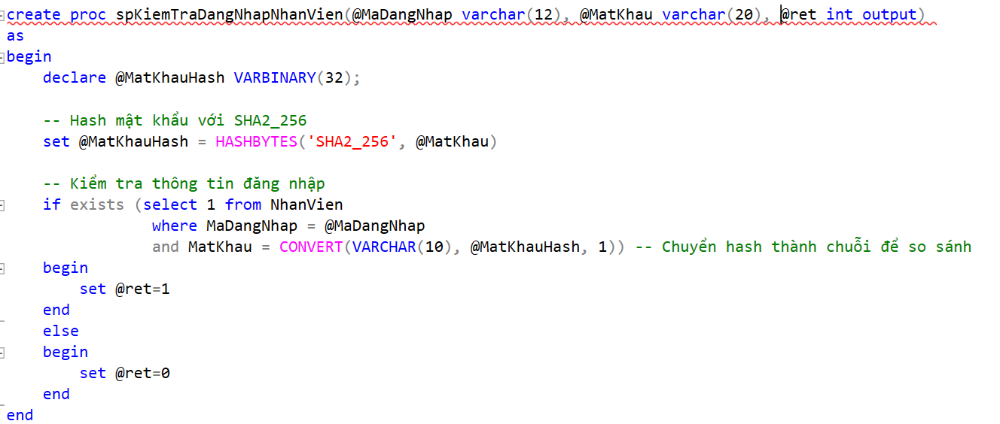 create proc spKiemTraDangNhapNhanVien(@MaDangNhap varchar(12), @MatKhau varchar(20), @ret int output)
as
begin
    declare @MatKhauHash VARBINARY(32);
    -- Hash mật khẩu với SHA2_256
    set @MatKhauHash = HASHBYTES('SHA2_256', @MatKhau)
    -- Kiểm tra thông tin đăng nhập
    if exists (select 1 from NhanVien
                where MaDangNhap = @MaDangNhap
                and MatKhau = CONVERT(VARCHAR(10), @MatKhauHash, 1)) -- Chuyển hash thành chuỗi để so sánh
    begin
        set @ret=1
    end
    else
    begin
        set @ret=0
    end
end